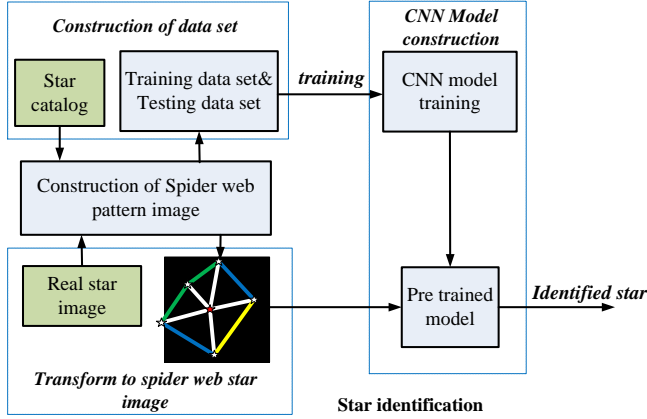 Construction of data set
CNN Model
construction
Star
catalog
Training data set&
Testing data set
training
CNN model
training
Construction of Spider web
pattern image
Real star
image
Pre trained
model
Identified star
Transform to spider web star
image
Star identification